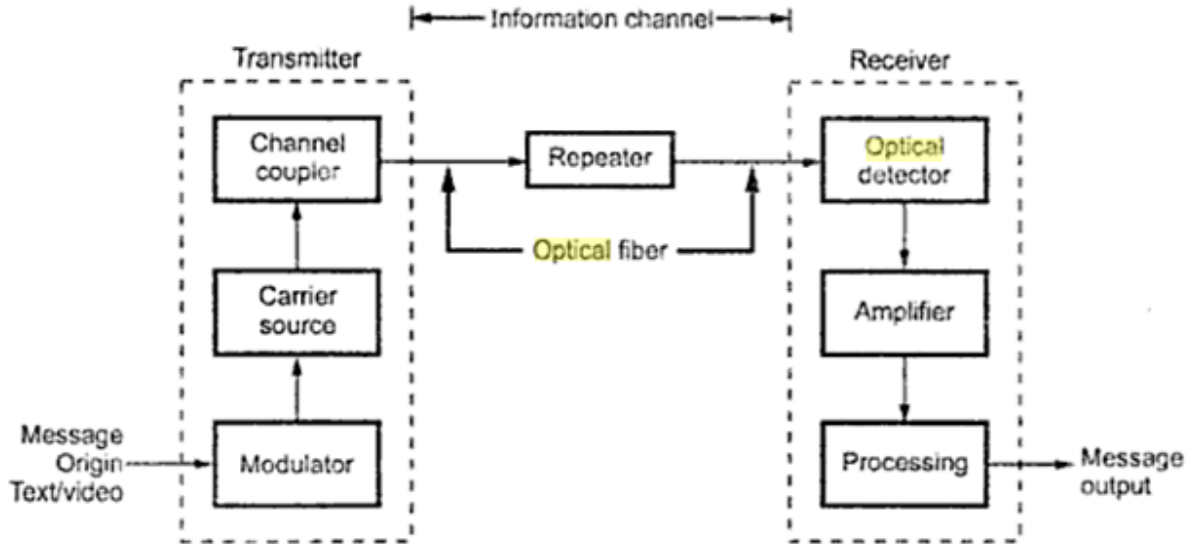 Information channel
Transmitter
Receiver
Channel
coupler
Repeater
Optical
detector
Optical fiber
Carrier
source
Amplifier
Message
Origin
Text/video
Modulator
Processing
Message
output